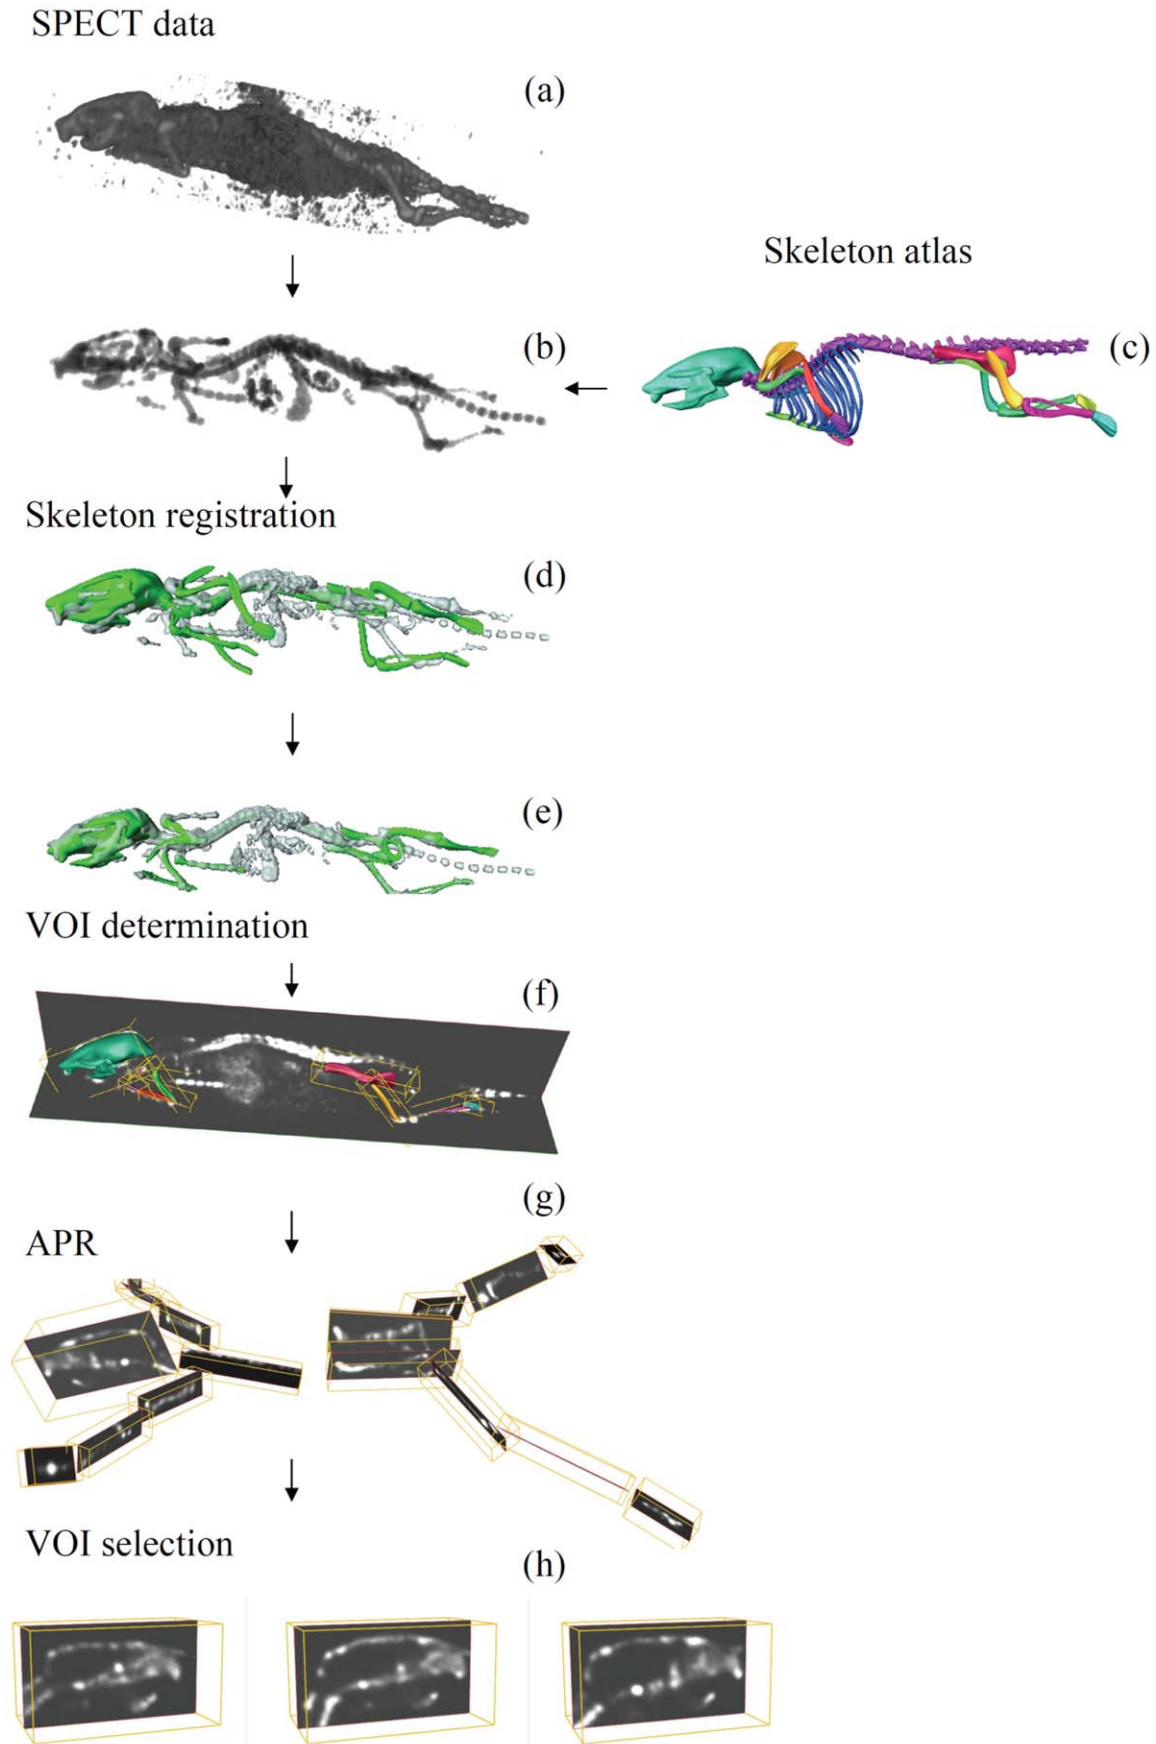 SPECT data
(a)
Skeleton atlas
(b)
(c)
Skeleton registration
(d)
(e)
VOI determination
(f)
(g)
APR
VOI selection
(h)